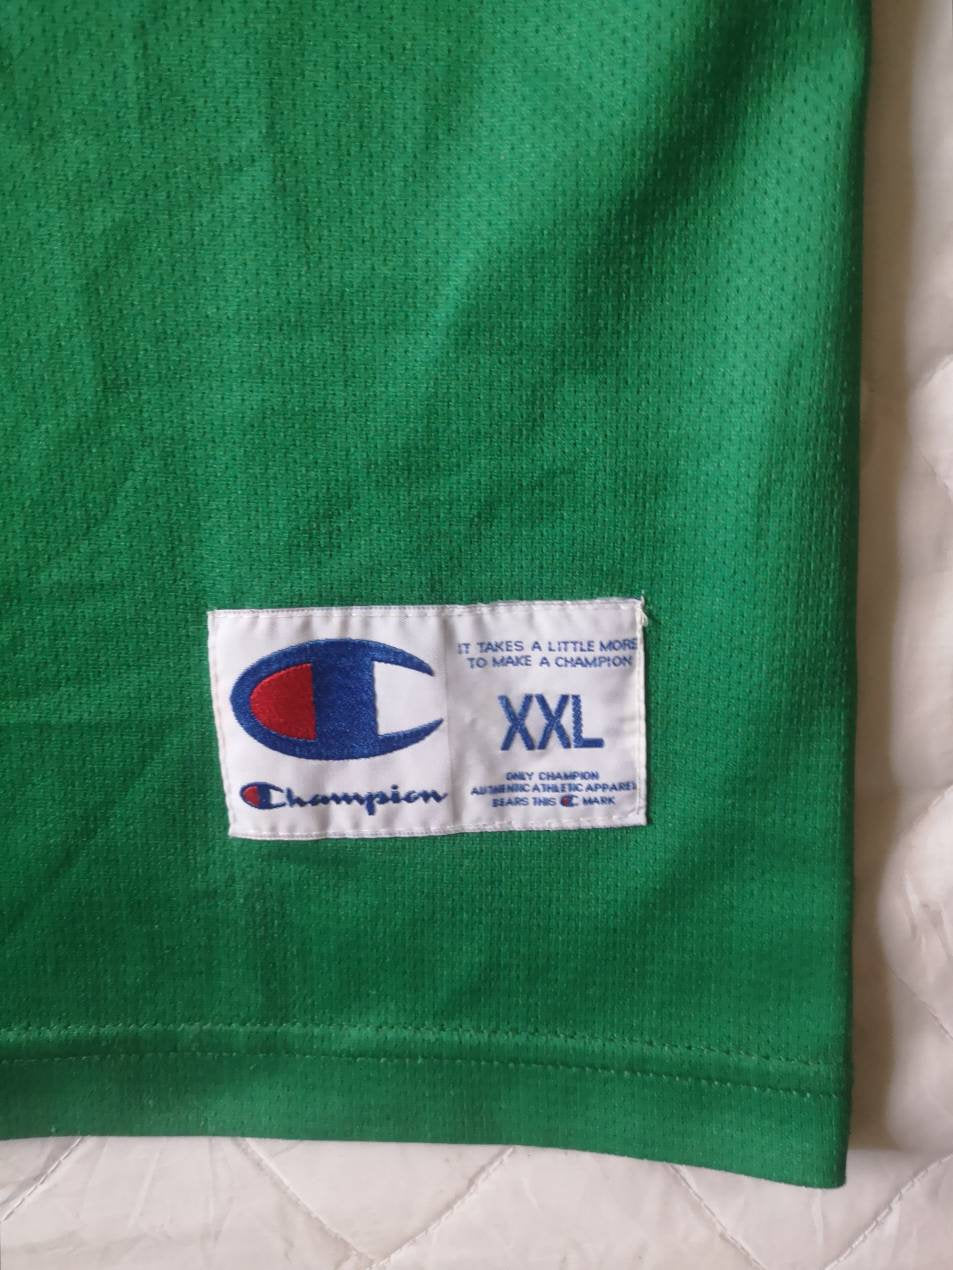 Champion
IT TAKES A LITTLE MORE
TO MAKE A CHAMPION
XXL
ONLY CHAMPION
AUTHENTIC ATHLETIC APPAREL
BEARS THIS C MARK